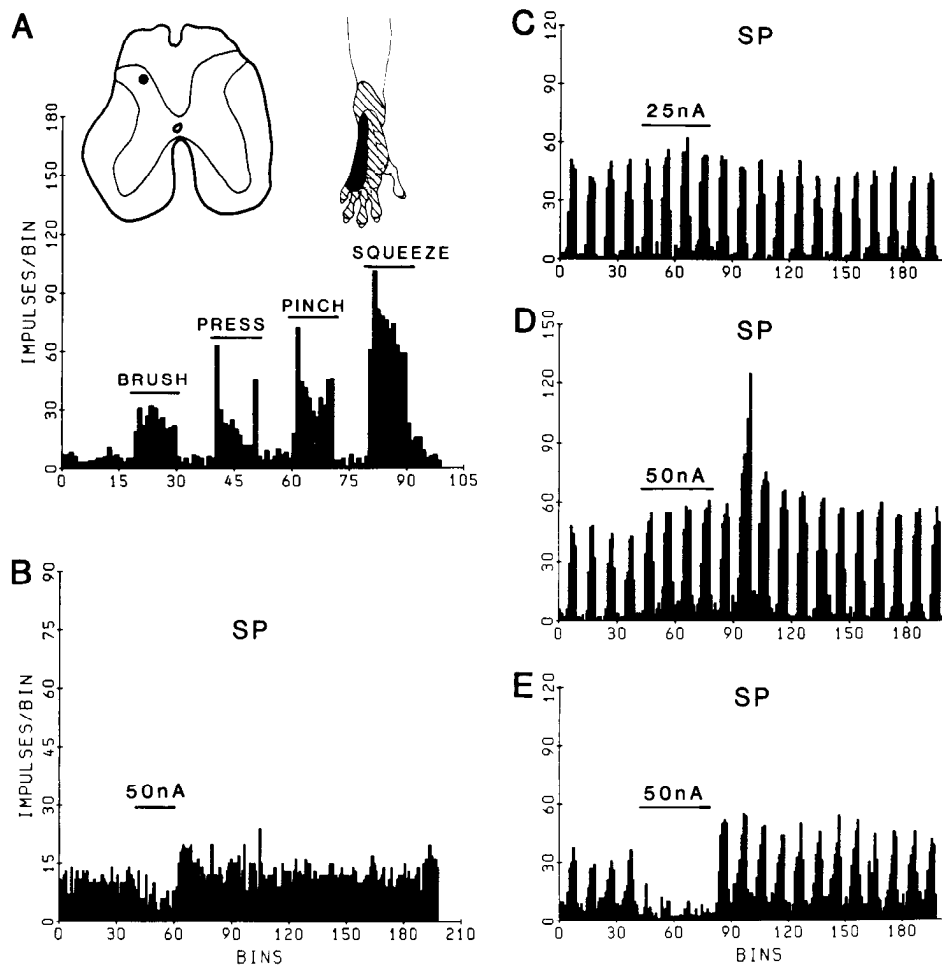 A
IMPULSES/BIN
0 30 60 90 120 150 180
BRUSH
PRESS
PINCH
SQUEEZE
0 15 30 45 60 75 90 105
B
SP
IMPULSES/BIN
0 15 30 45 60 75 90
50nA
0 30 60 90 120 150 180 210
BINS
C
SP
0 30 60 90 120
25nA
0 30 60 90 120 150 180
D
SP
0 30 60 90 120 150
50nA
0 30 60 90 120 150 180
E
SP
0 30 60 90 120
50nA
0 30 60 90 120 150 180
BINS